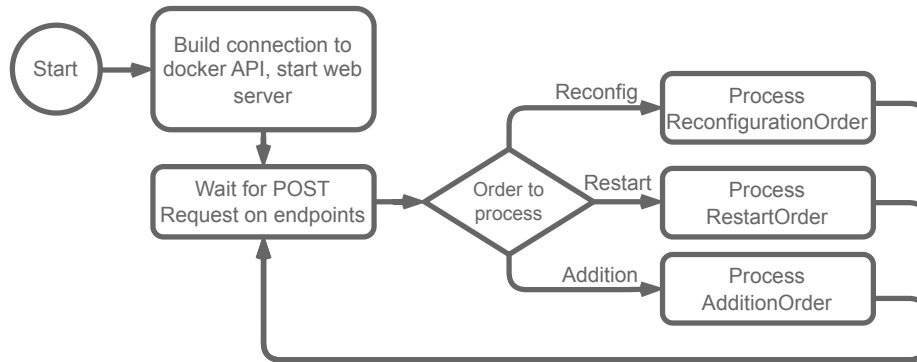 Start
Build connection to
docker API, start web
server
Wait for POST
Request on endpoints
Order to
process
Reconfig
Process
ReconfigurationOrder
Restart
Process
RestartOrder
Addition
Process
AdditionOrder